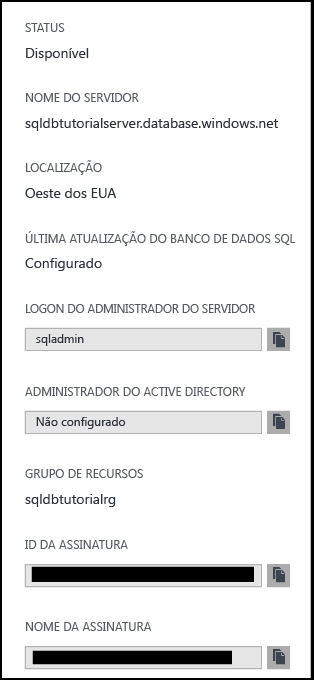 STATUS
Disponível
NOME DO SERVIDOR
sqldbtutorialserver.database.windows.net
LOCALIZAÇÃO
Oeste dos EUA
ÚLTIMA ATUALIZAÇÃO DO BANCO DE DADOS SQL
Configurado
LOGON DO ADMINISTRADOR DO SERVIDOR
sqladmin
ADMINISTRADOR DO ACTIVE DIRECTORY
Não configurado
GRUPO DE RECURSOS
sqldbtutorialrg
ID DA ASSINATURA
NOME DA ASSINATURA